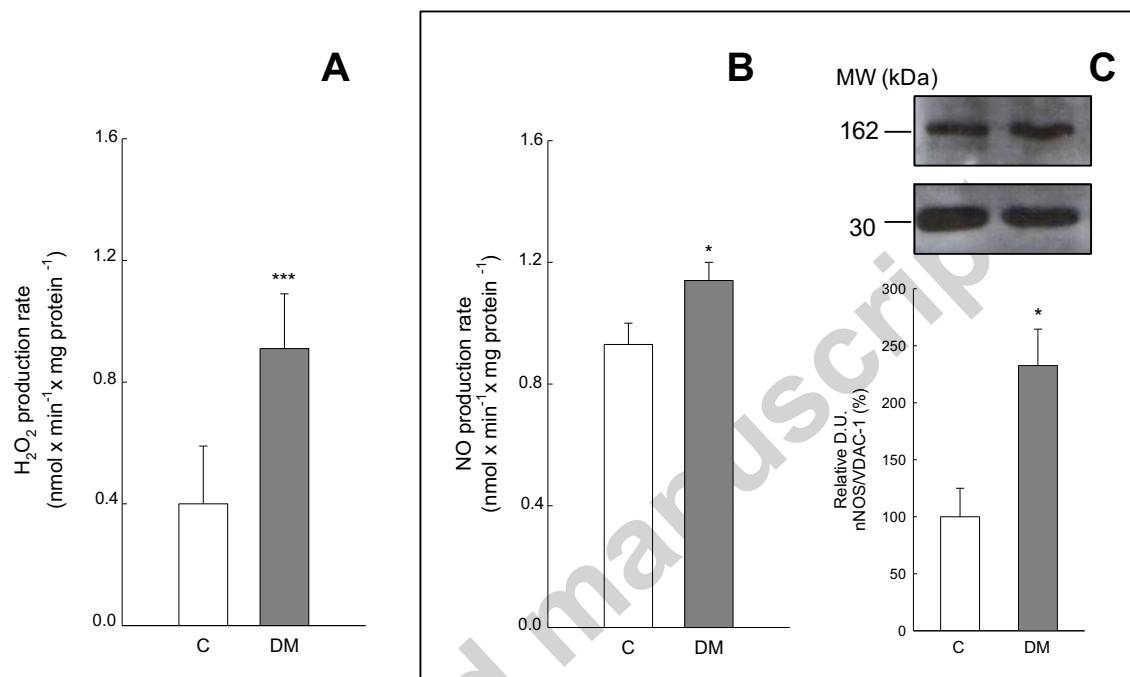 A
1.6
1.2
0.8
0.4
0.0
H₂O₂ production rate
(nmol x min⁻¹ x mg protein ⁻¹)
***
C DM
B
1.6
1.2
0.8
0.4
0.0
NO production rate
(nmol x min⁻¹ x mg protein ⁻¹)
*
C DM
C
MW (kDa)
162
30
300
250
200
150
100
50
0
Relative D.U.
nNOS/VDAC-1 (%)
*
C DM
d manuscrip